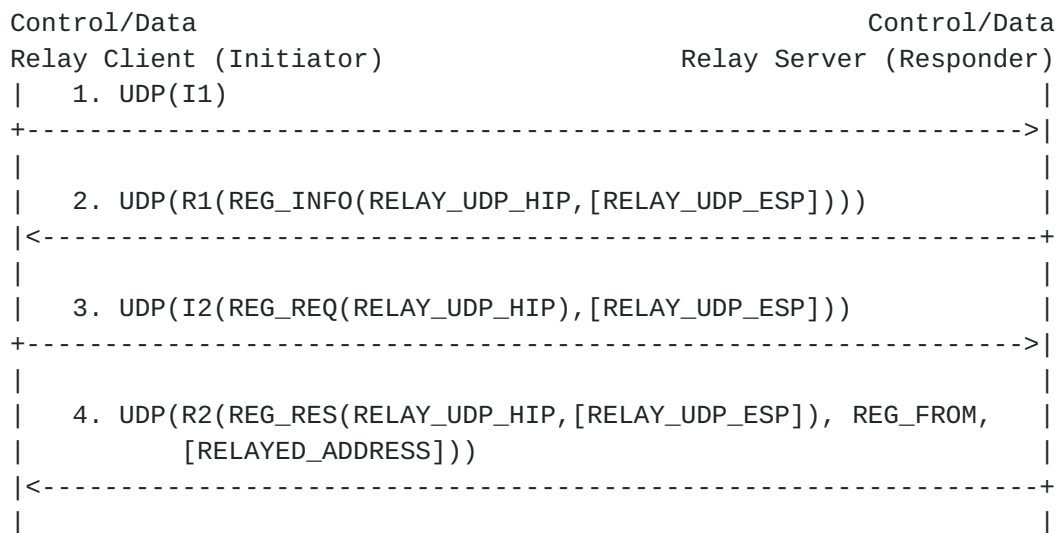 Control/Data                                           Control/Data
Relay Client (Initiator)                   Relay Server (Responder)
|   1. UDP(I1)                                                    |
+---------------------------------------------------------------->|
|                                                                 |
|   2. UDP(R1(REG_INFO(RELAY_UDP_HIP,[RELAY_UDP_ESP])))           |
|<----------------------------------------------------------------+
|                                                                 |
|   3. UDP(I2(REG_REQ(RELAY_UDP_HIP),[RELAY_UDP_ESP]))            |
+---------------------------------------------------------------->|
|                                                                 |
|   4. UDP(R2(REG_RES(RELAY_UDP_HIP,[RELAY_UDP_ESP]), REG_FROM,   |
|          [RELAYED_ADDRESS]))                                    |
|<----------------------------------------------------------------+
|                                                                 |